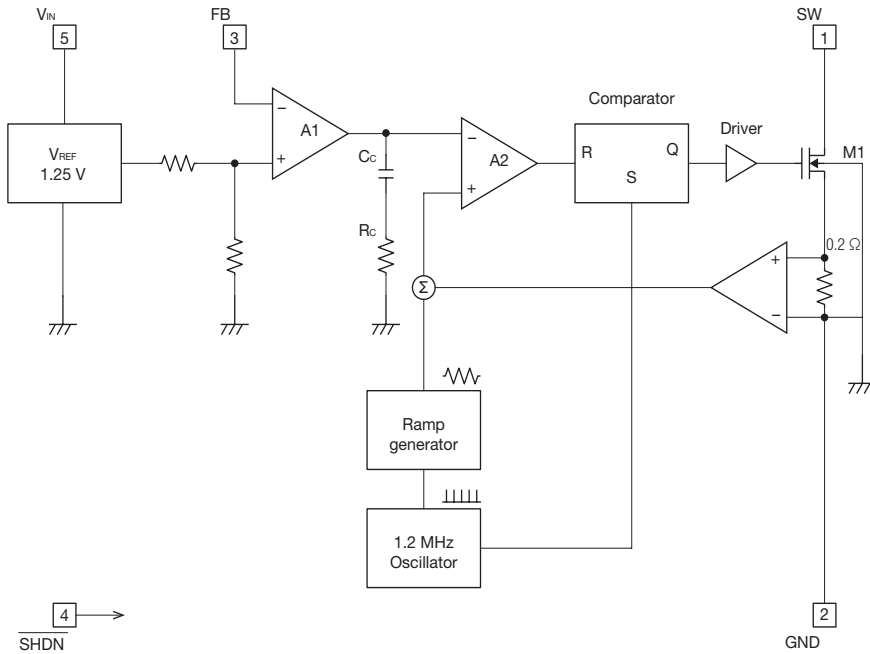 VIN
FB
SW
5
3
1
Comparator
Driver
A1
−
+
VREF
1.25 V
A2
−
+
R
Q
S
M1
CC
RC
0.2 Ω
+
−
Σ
Ramp
generator
1.2 MHz
Oscillator
4
SHDN
2
GND